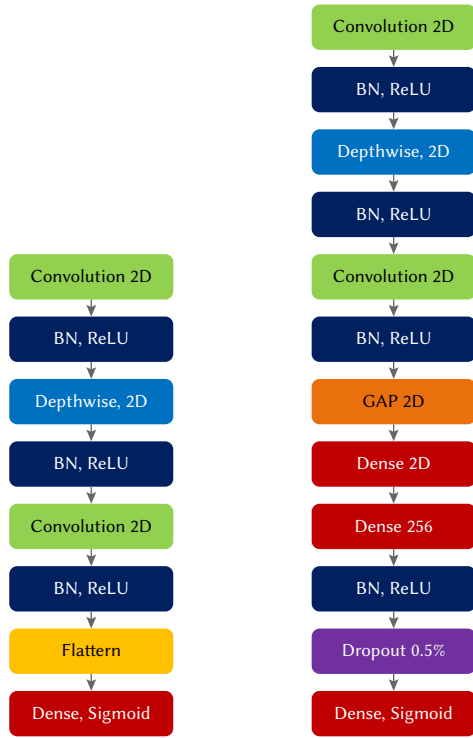 Convolution 2D
BN, ReLU
Depthwise, 2D
BN, ReLU
Convolution 2D
BN, ReLU
Flattern
Dense, Sigmoid
Convolution 2D
BN, ReLU
Depthwise, 2D
BN, ReLU
Convolution 2D
BN, ReLU
GAP 2D
Dense 2D
Dense 256
BN, ReLU
Dropout 0.5%
Dense, Sigmoid